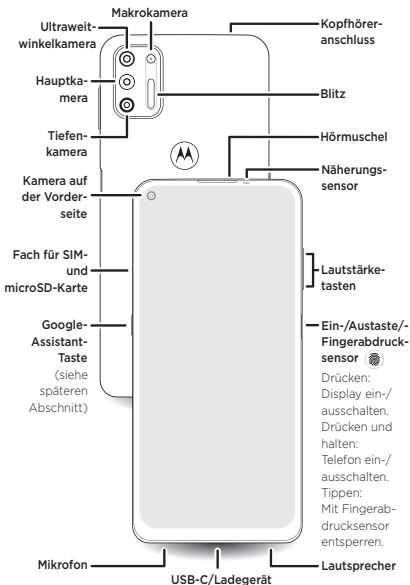 Makrokamera
Ultraweit-
winkelkamera
Hauptka-
mera
Tiefen-
kamera
Kamera auf
der Vorder-
seite
Fach für SIM-
und
microSD-Karte
Google-
Assistant-
Taste
(siehe
späteren
Abschnitt)
Mikrofon
USB-C/Ladegerät
Kopfhörer-
anschluss
Blitz
Hörmuschel
Näherungs-
sensor
Lautstärke-
tasten
Ein-/Austaste/-
Fingerabdruck-
sensor
Drücken:
Display ein-/
ausschalten.
Drücken und
halten:
Telefon ein-/
ausschalten.
Tippen:
Mit Fingerab-
drucksensor
entsperren.
Lautsprecher